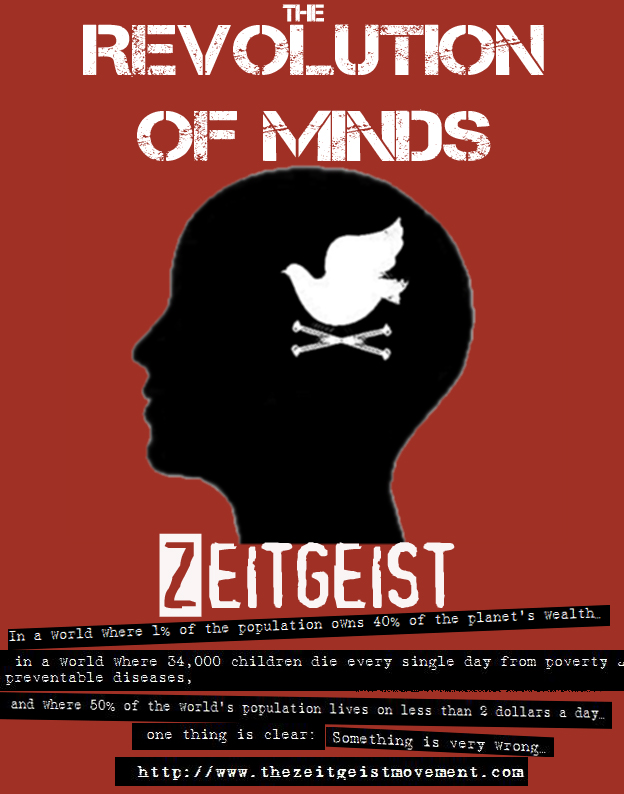 THE
REVOLUTION
OF MINDS
ZEITGEIST
In a world where 1% of the population owns 40% of the planet's wealth…
in a world where 34,000 children die every single day from poverty &
preventable diseases,
and where 50% of the world's population lives on less than 2 dollars a day…
one thing is clear: Something is very wrong…
http://www.thezeitgeistmovement.com